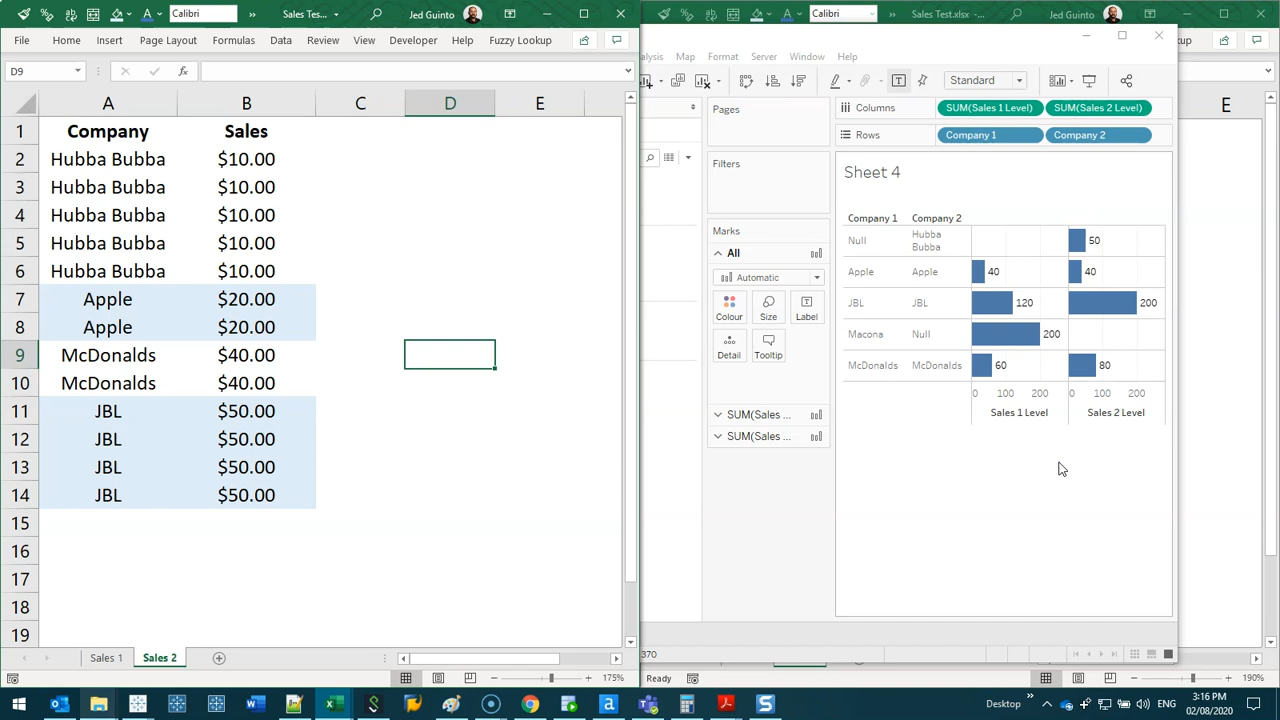 Calibri
Sales Tes...
Jed Guinto
Calibri
»
Sales Test.xlsx -...
Jed Guinto
File
Home
Page Layout
Formulas
Data
Review
View
Developer
Help
Fuzzy Lookup
alysis
Map
Format
Server
Window
Help
kup
D9
fx
Standard
A
B
C
D
E
E
Pages
Columns
SUM(Sales 1 Level)
SUM(Sales 2 Level)
Rows
Company 1
Company 2
Filters
Sheet 4
1 Company Sales
2 Hubba Bubba $10.00
3 Hubba Bubba $10.00
4 Hubba Bubba $10.00
5 Hubba Bubba $10.00
6 Hubba Bubba $10.00
7 Apple $20.00
8 Apple $20.00
9 McDonalds $40.00
10 McDonalds $40.00
11 JBL $50.00
12 JBL $50.00
13 JBL $50.00
14 JBL $50.00
15
16
17
18
19
Marks
All
Automatic
Colour
Size
Label
Detail
Tooltip
SUM(Sales ...
SUM(Sales ...
Company 1 Company 2
Null Hubba Bubba 50
Apple Apple 40 40
JBL JBL 120 200
Macona Null 200
McDonalds McDonalds 60 80
0 100 200 0 100 200
Sales 1 Level Sales 2 Level
Sales 1
Sales 2
370
175%
Ready
190%
Desktop
»
ENG
3:16 PM
02/08/2020